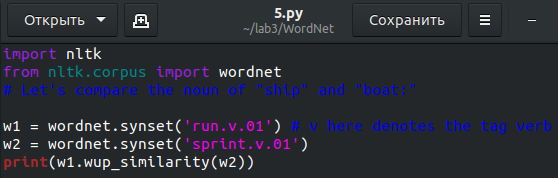 Открыть
5.py
~/lab3/WordNet
Сохранить
import nltk
from nltk.corpus import wordnet
# Let's compare the noun of "ship" and "boat:"
w1 = wordnet.synset('run.v.01') # v here denotes the tag verb
w2 = wordnet.synset('sprint.v.01')
print(w1.wup_similarity(w2))